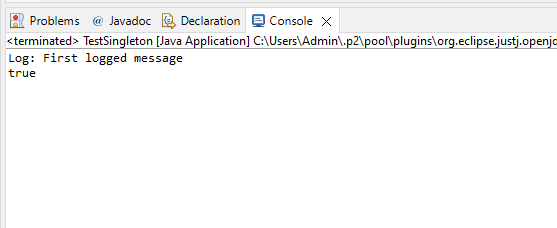 Problems @ Javadoc Declaration Console
<terminated> TestSingleton [Java Application] C:\Users\Admin\.p2\pool\plugins\org.eclipse.justj.openjd
Log: First logged message
true